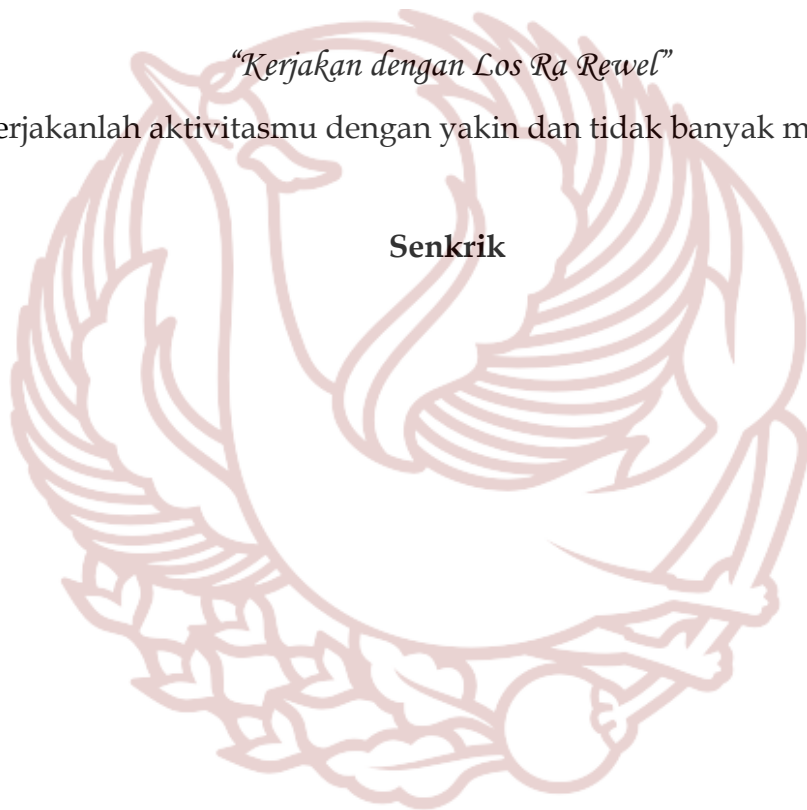 “Kerjakan dengan Los Ra Rewel”
erjakanlah aktivitasmu dengan yakin dan tidak banyak
Senkrik